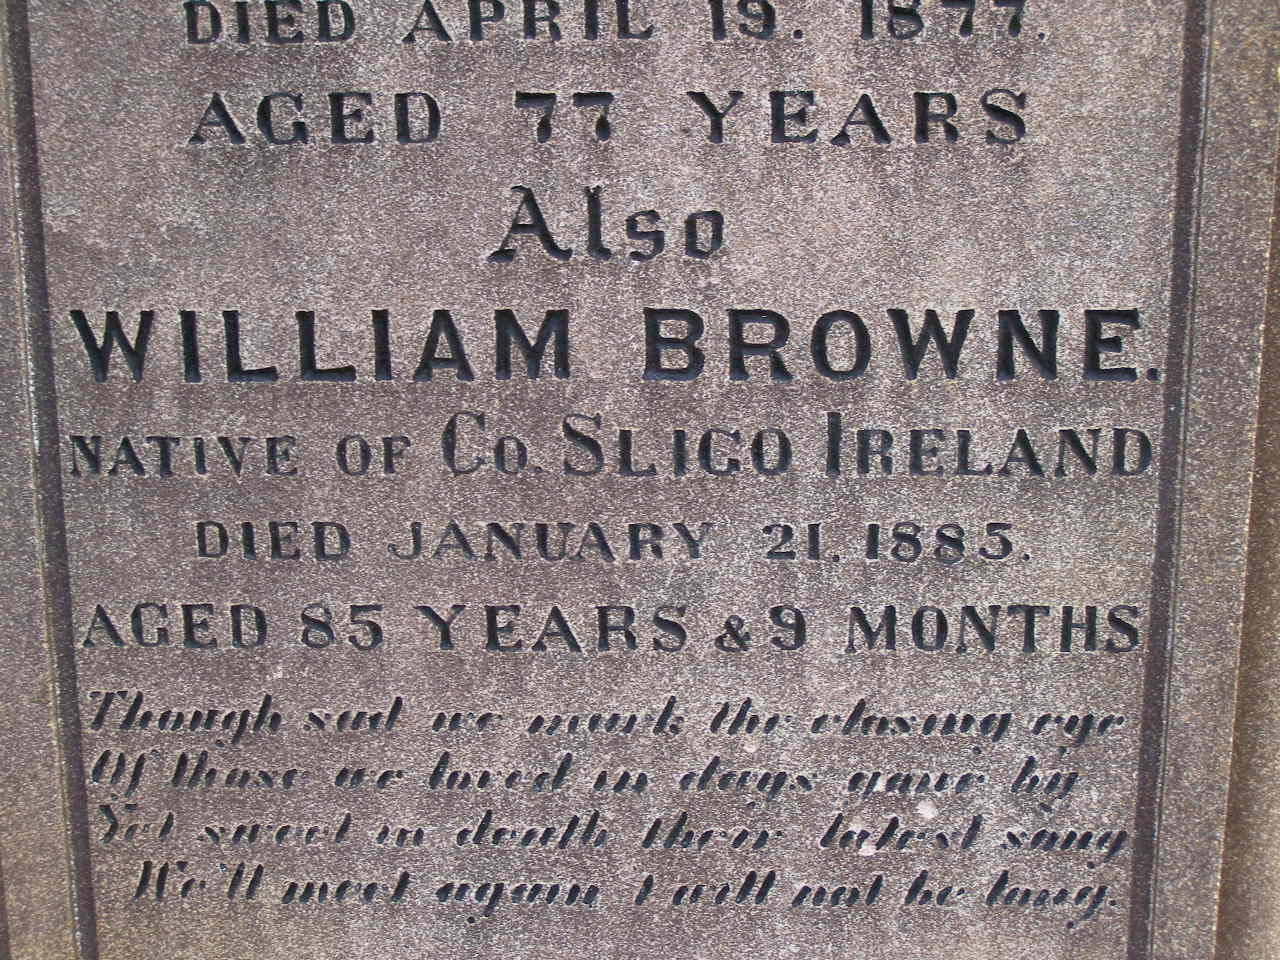 DIED APRIL 19. 1877.
AGED 77 YEARS
Also
WILLIAM BROWNE.
NATIVE OF Co. SLIGO IRELAND
DIED JANUARY 21. 1885.
AGED 85 YEARS & 9 MONTHS
Though sad we mark the closing eye
Of those we loved in days gone by
Yet sweet in death their latest song
We'll meet again t will not be long.